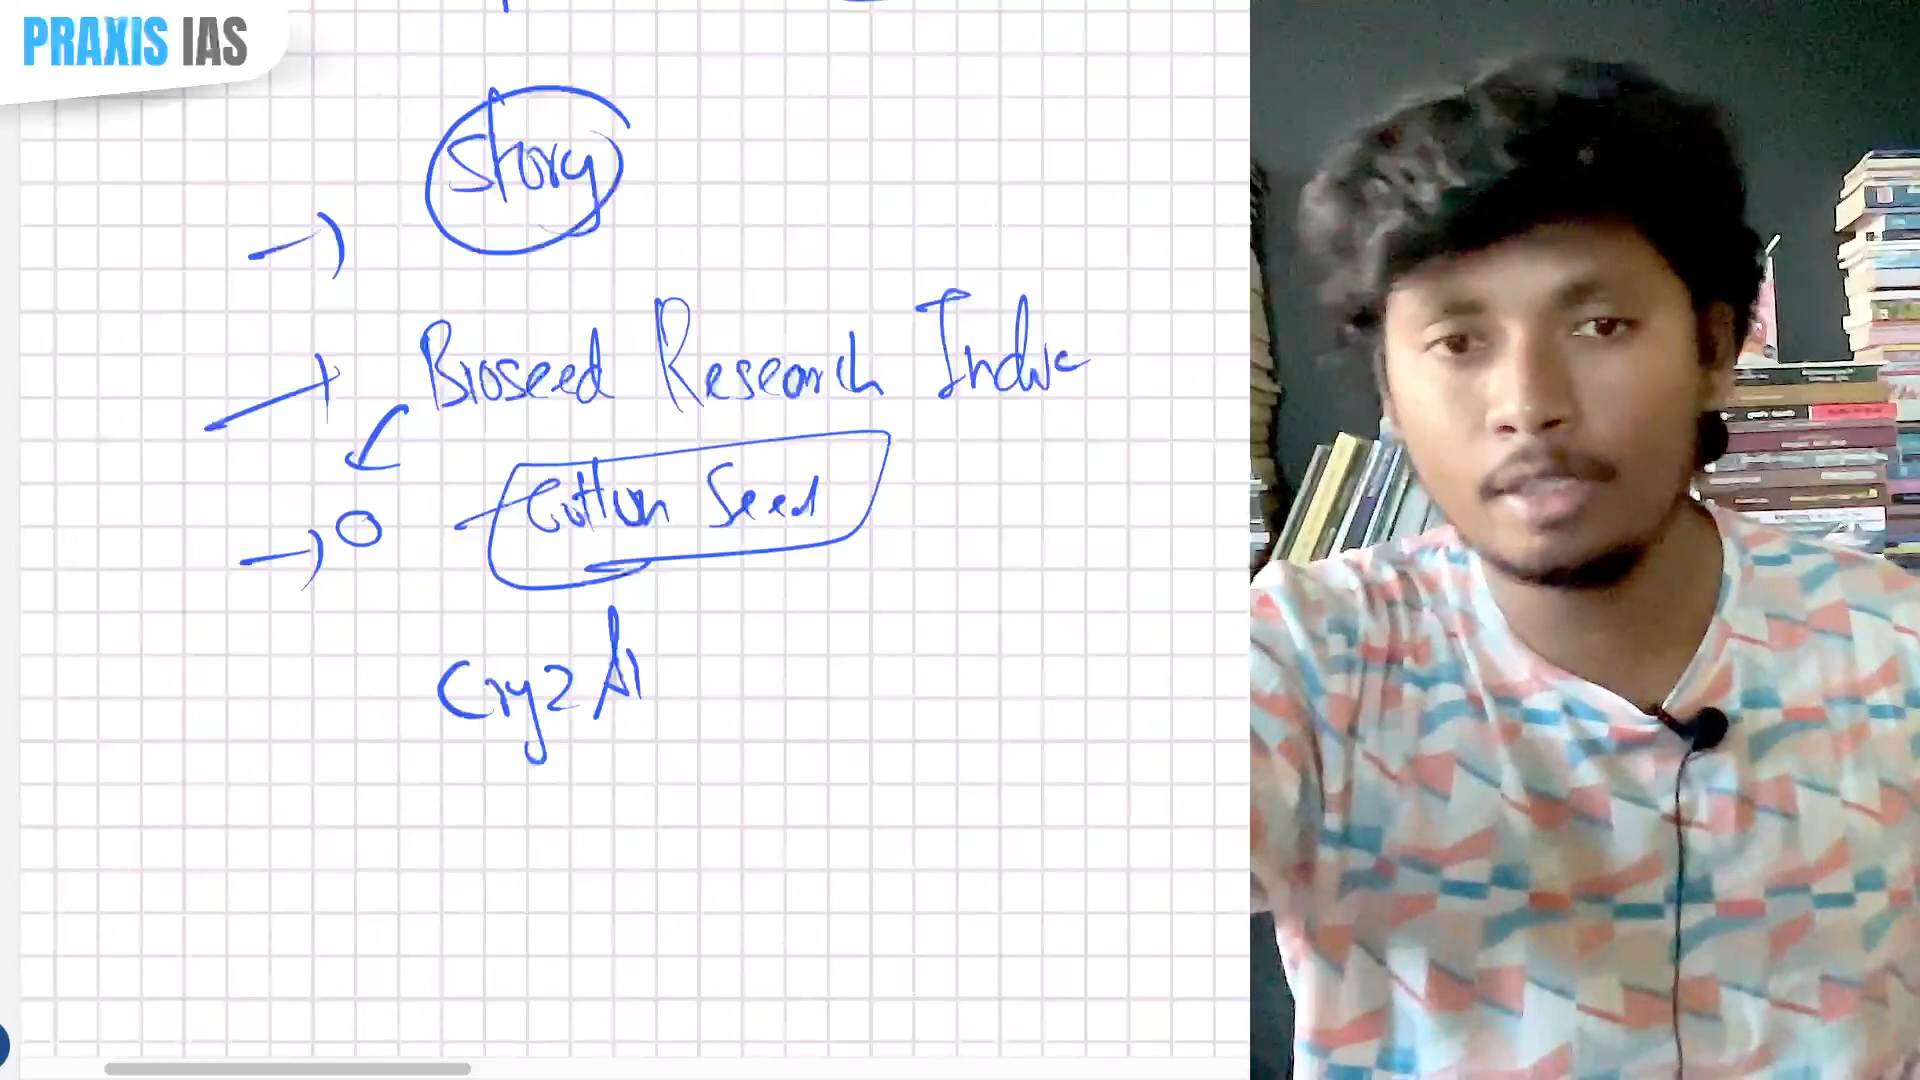 PRAXIS IAS
Story
Bioseed Research India
Cotton Seed
Cry2Ai